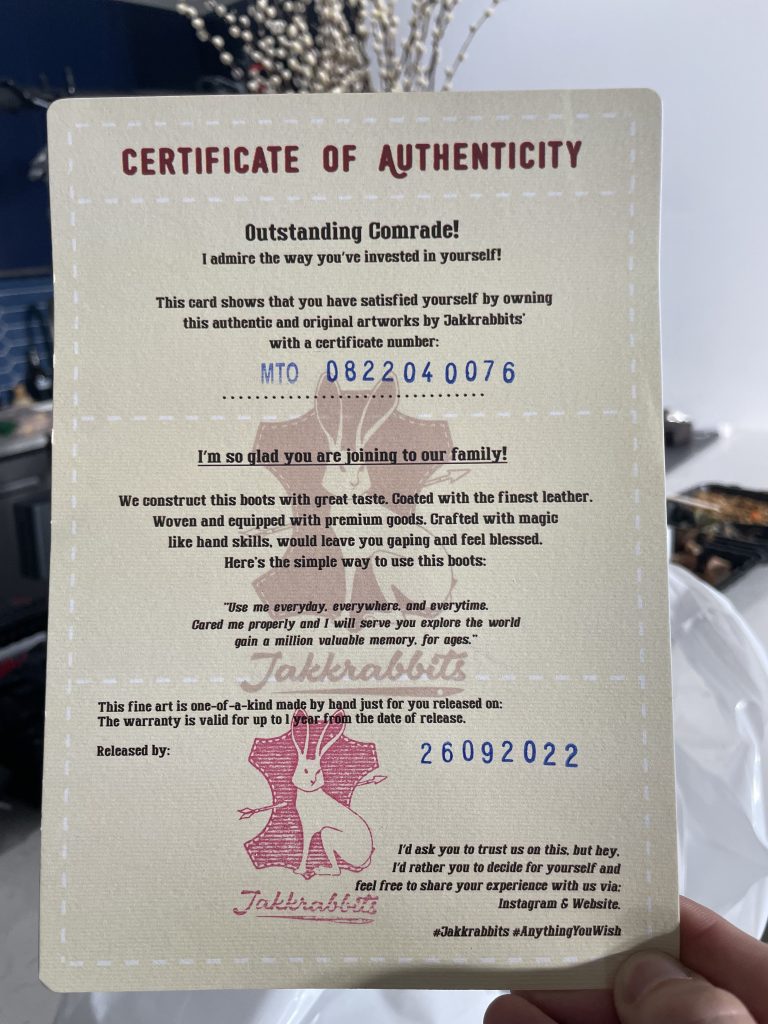 CERTIFICATE OF AUTHENTICITY
Outstanding Comrade!
I admire the way you've invested in yourself!
This card shows that you have satisfied yourself by owning
this authentic and original artworks by Jakkrabbits'
with a certificate number:
MTO 0822040076
I'm so glad you are joining to our family!
We construct this boots with great taste. Coated with the finest leather.
Woven and equipped with premium goods. Crafted with magic
like hand skills, would leave you gaping and feel blessed.
Here's the simple way to use this boots:
"Use me everyday, everywhere, and everytime.
Cared me properly and I will serve you explore the world
gain a million valuable memory, for ages."
Jakkrabbits
This fine art is one-of-a-kind made by hand just for you released on:
The warranty is valid for up to 1 year from the date of release.
Released by:
26092022
Jakkrabbits
I'd ask you to trust us on this, but hey,
I'd rather you to decide for yourself and
feel free to share your experience with us via:
Instagram & Website.
#Jakkrabbits #AnythingYouWish